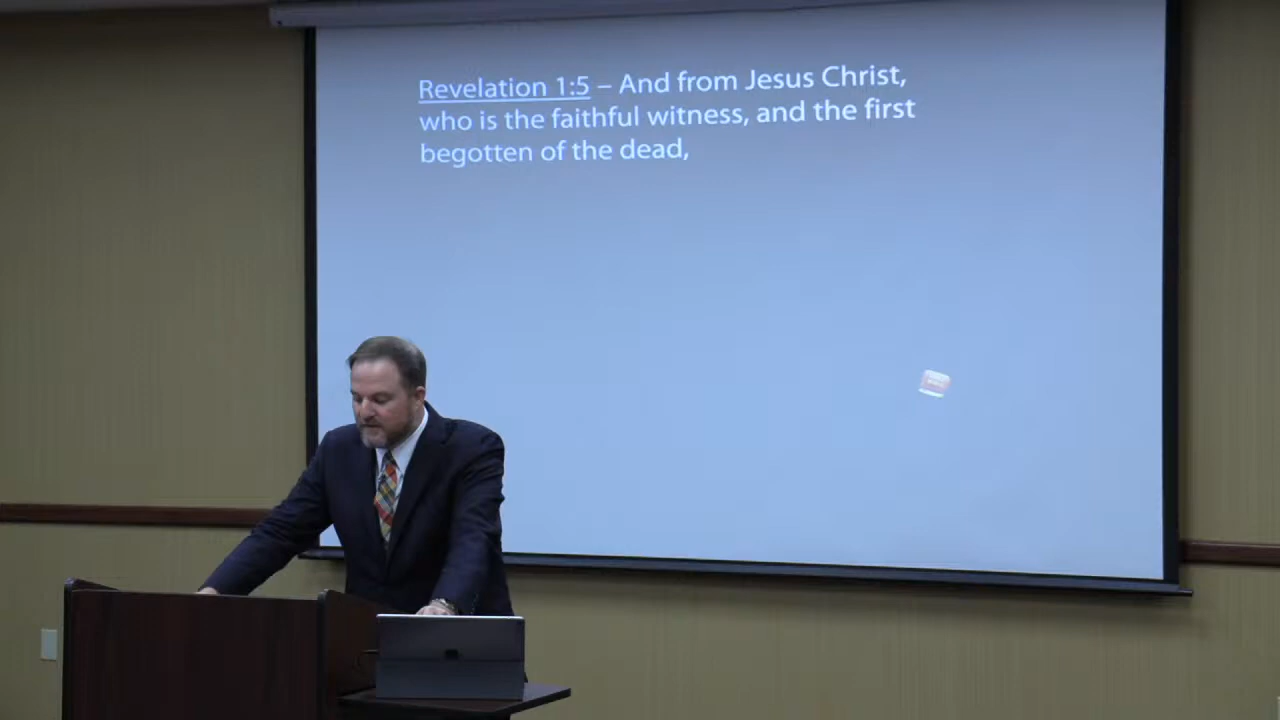 Revelation 1:5 – And from Jesus Christ,
who is the faithful witness, and the first
begotten of the dead,